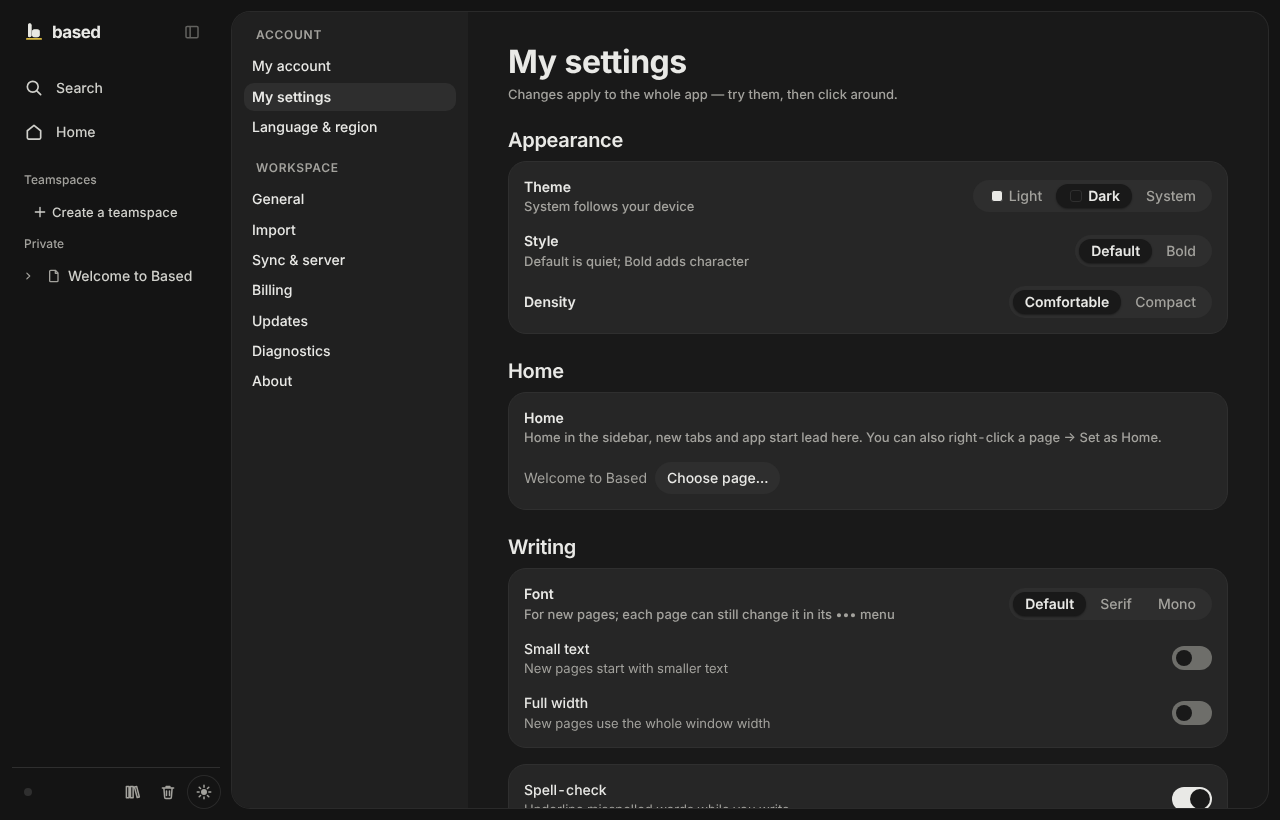 based
Search
Home
Teamspaces
Create a teamspace
Private
Welcome to Based
ACCOUNT
My account
My settings
Language & region
WORKSPACE
General
Import
Sync & server
Billing
Updates
Diagnostics
About
My settings
Changes apply to the whole app — try them, then click around.
Appearance
Theme
System follows your device
Light Dark System
Style
Default is quiet; Bold adds character
Default Bold
Density
Comfortable Compact
Home
Home
Home in the sidebar, new tabs and app start lead here. You can also right-click a page → Set as Home.
Welcome to Based Choose page...
Writing
Font
For new pages; each page can still change it in its ••• menu
Default Serif Mono
Small text
New pages start with smaller text
Full width
New pages use the whole window width
Spell-check
Underline misspelled words while you write